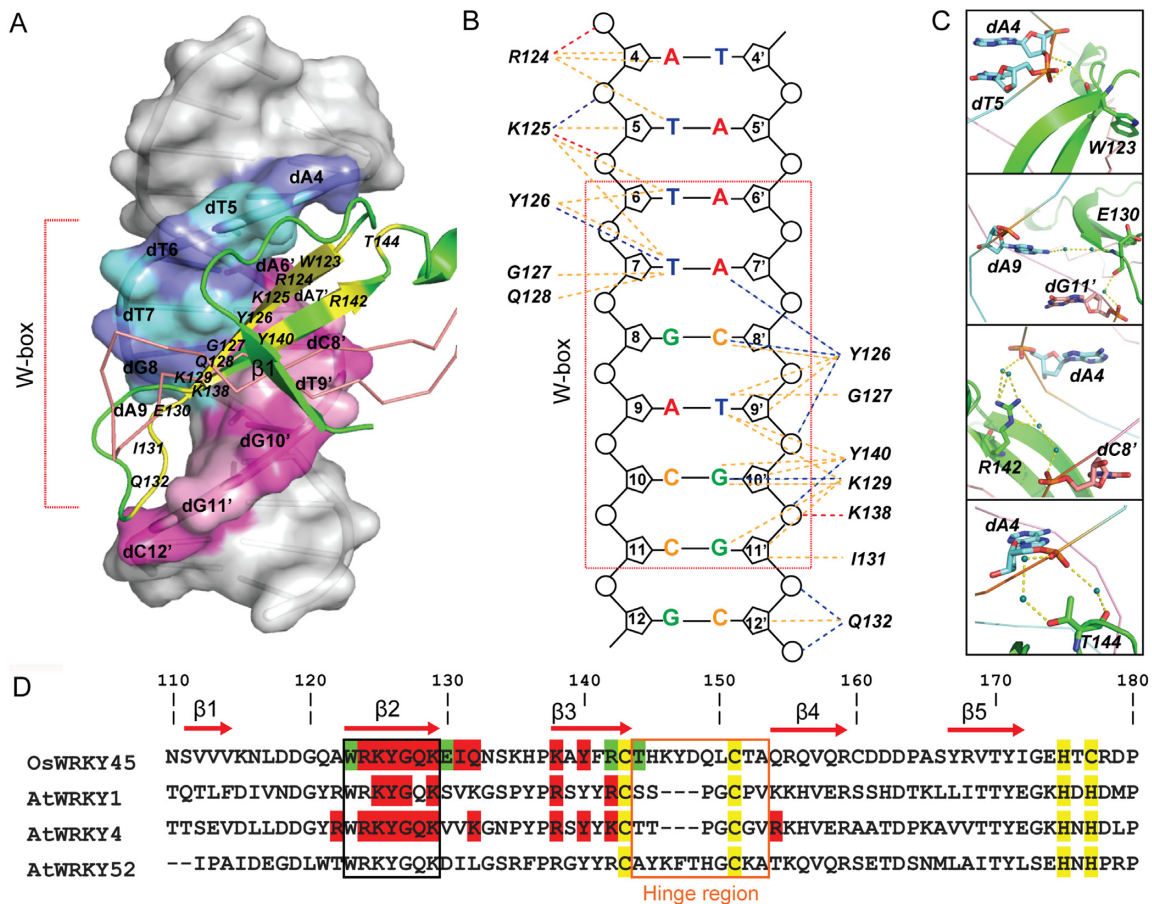 A
dA4
dT5
dT6
dA6'
W123
T144
R124
K125
dA7'
R142
dT7
Y126
G127
Y140
dC8'
dG8
Q128
β1
K129
dT9'
K138
dA9
E130
I131
dG10'
Q132
dG11'
dC12'
W-box
B
R124
4
A
T
4'
K125
5
T
A
5'
Y126
6
T
A
6'
G127
7
T
A
7'
Q128
8
G
C
8'
Y126
W-box
9
A
T
9'
G127
Y140
10
C
G
10'
K129
K138
11
C
G
11'
I131
12
G
C
12'
Q132
C
dA4
dT5
W123
E130
dA9
dG11'
dA4
R142
dC8'
dA4
T144
D
110 120 130 140 150 160 170 180
β1 β2 β3 β4 β5
OsWRKY45 NSVVVKNLDDGQAWRKYGQKEIQNSKHPKAYFRCTHKYDQLCTAQRQVQRCDDDPASYRVTYIGEHTCRDP
AtWRKY1 TQTLFDIVNDGYRWRKYGQKSVKGSPYPRSYYRCSS---PGCPVKKHVERSSHDTKLLITTYEGKHDHDMP
AtWRKY4 TTSEVDLLDDGYRWRKYGQKVVKGNPYPRSYYKCTT---PGCGVRKHVERAATDPKAVVTTYEGKHNHDLP
AtWRKY52 --IPAIDEGDLWTWRKYGQKDILGSRFPRGYYRCAYKFTHGCKATKQVQRSETDSNMLAITYLSEHNHPRP
Hinge region